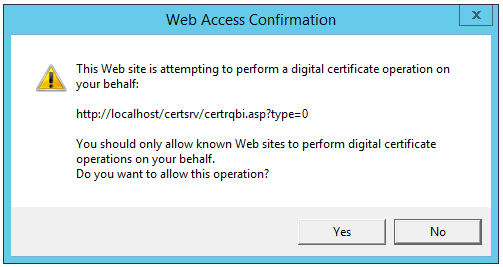 Web Access Confirmation
x
This Web site is attempting to perform a digital certificate operation on
your behalf:
http://localhost/certsrv/certrqbi.asp?type=0
You should only allow known Web sites to perform digital certificate
operations on your behalf.
Do you want to allow this operation?
Yes
No